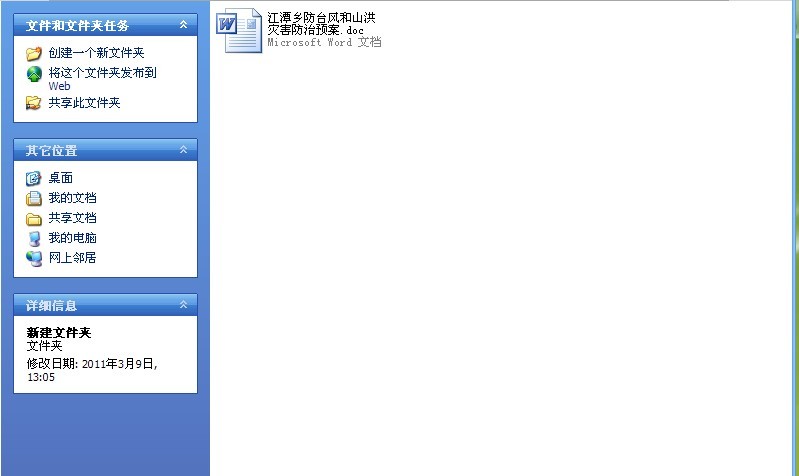 文件和文件夹任务
创建一个新文件夹
将这个文件夹发布到
Web
共享此文件夹
其它位置
桌面
我的文档
共享文档
我的电脑
网上邻居
详细信息
新建文件夹
文件夹
修改日期: 2011年3月9日,
13:05
江潭乡防台风和山洪
灾害防治预案.doc
Microsoft Word 文档